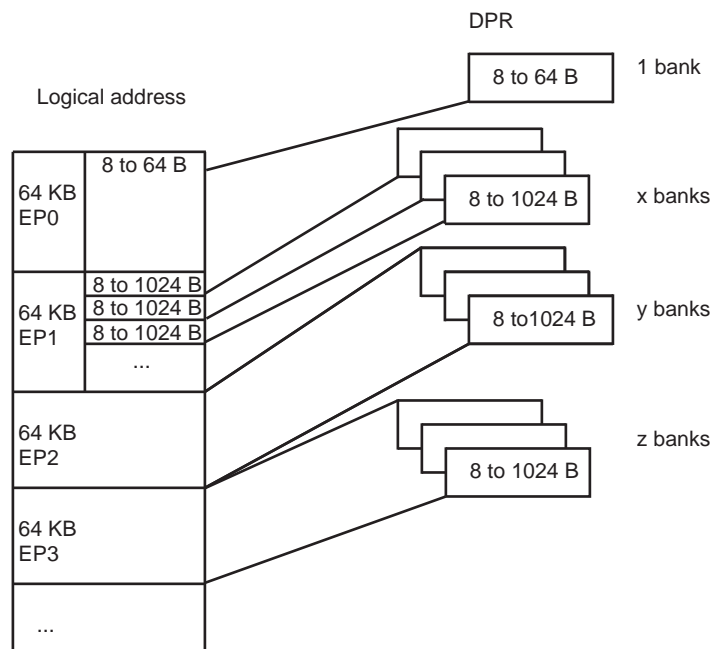 DPR
8 to 64 B
1 bank
Logical address
8 to 64 B
64 KB
EP0
8 to 1024 B
x banks
8 to 1024 B
8 to 1024 B
8 to 1024 B
...
64 KB
EP1
8 to1024 B
y banks
64 KB
EP2
8 to 1024 B
z banks
64 KB
EP3
...